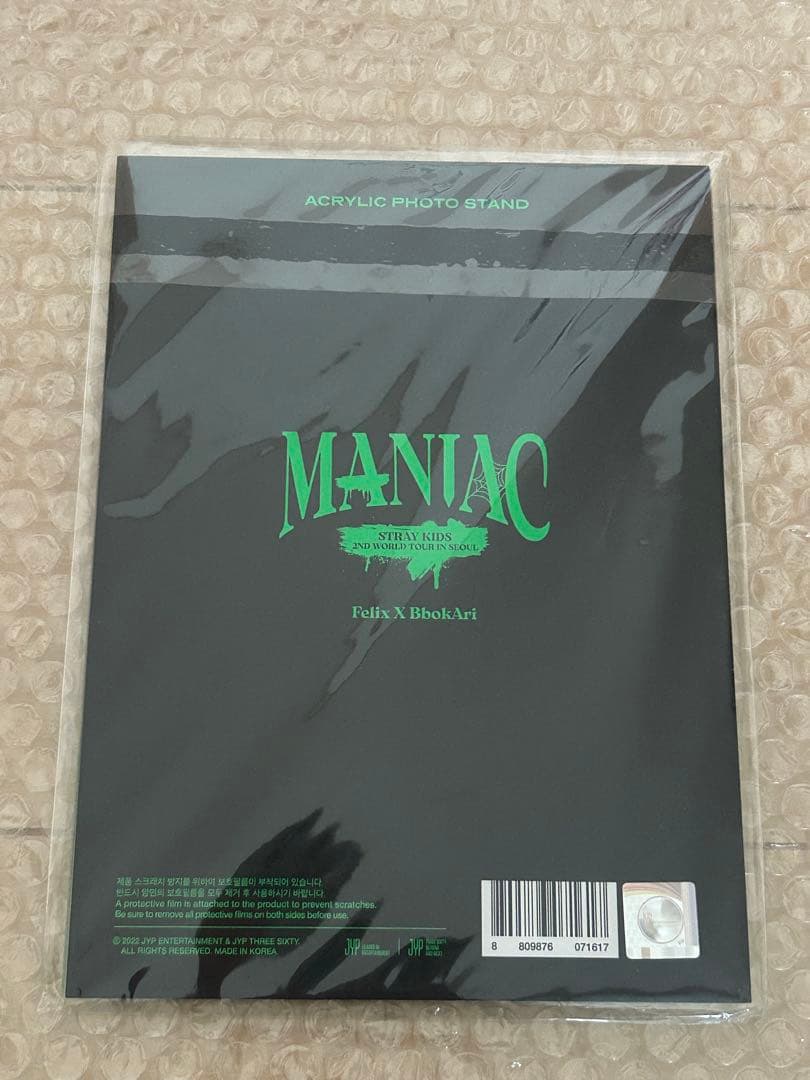 ACRYLIC PHOTO STAND
MANIAC
STRAY KIDS
2ND WORLD TOUR IN SEOUL
Felix X BbokAri
제품 스크래치 방지를 위하여 보호필름이 부착되어 있습니다.
반드시 양면의 보호필름을 모두 제거 후 사용하시기 바랍니다.
A protective film is attached to the product to prevent scratches.
Be sure to remove all protective films on both sides before use.
© 2022 JYP ENTERTAINMENT & JYP THREE SIXTY.
ALL RIGHTS RESERVED. MADE IN KOREA.
JYP LEADER IN ENTERTAINMENT
JYP
8 809876 071617